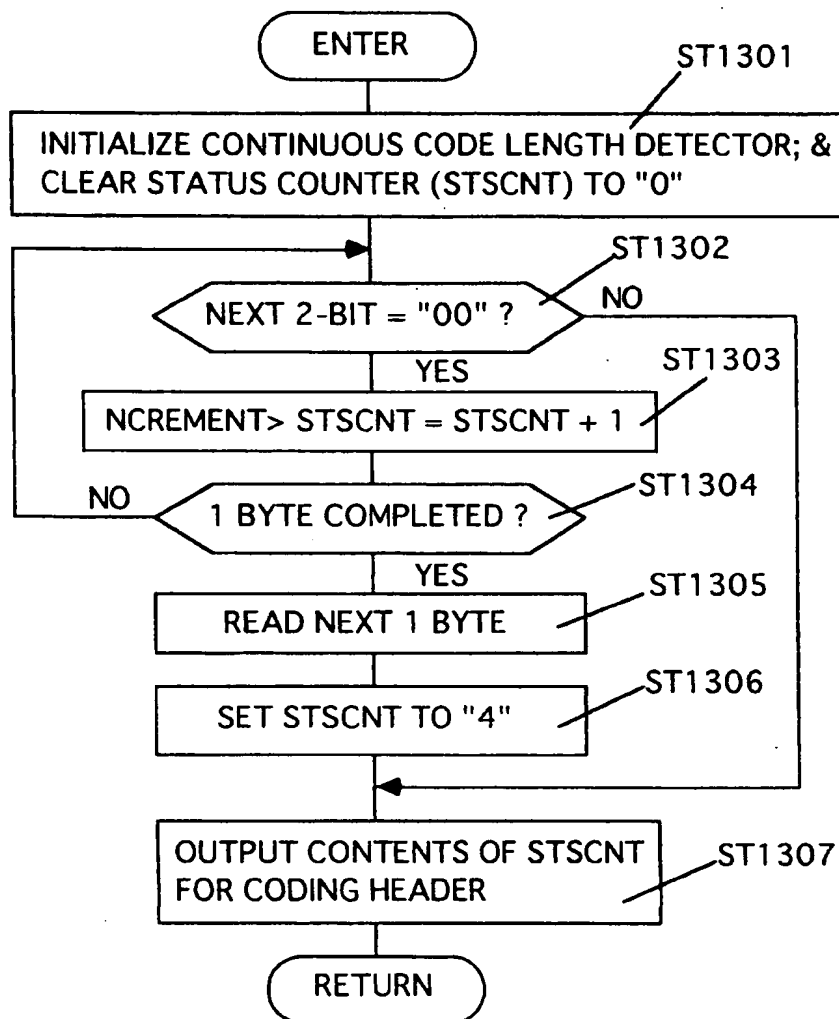 ENTER
ST1301
INITIALIZE CONTINUOUS CODE LENGTH DETECTOR; &
CLEAR STATUS COUNTER (STSCNT) TO "0"
ST1302
NEXT 2-BIT = "00" ?
NO
YES
ST1303
NCREMENT> STSCNT = STSCNT + 1
NO
1 BYTE COMPLETED ?
ST1304
YES
ST1305
READ NEXT 1 BYTE
ST1306
SET STSCNT TO "4"
OUTPUT CONTENTS OF STSCNT
FOR CODING HEADER
ST1307
RETURN